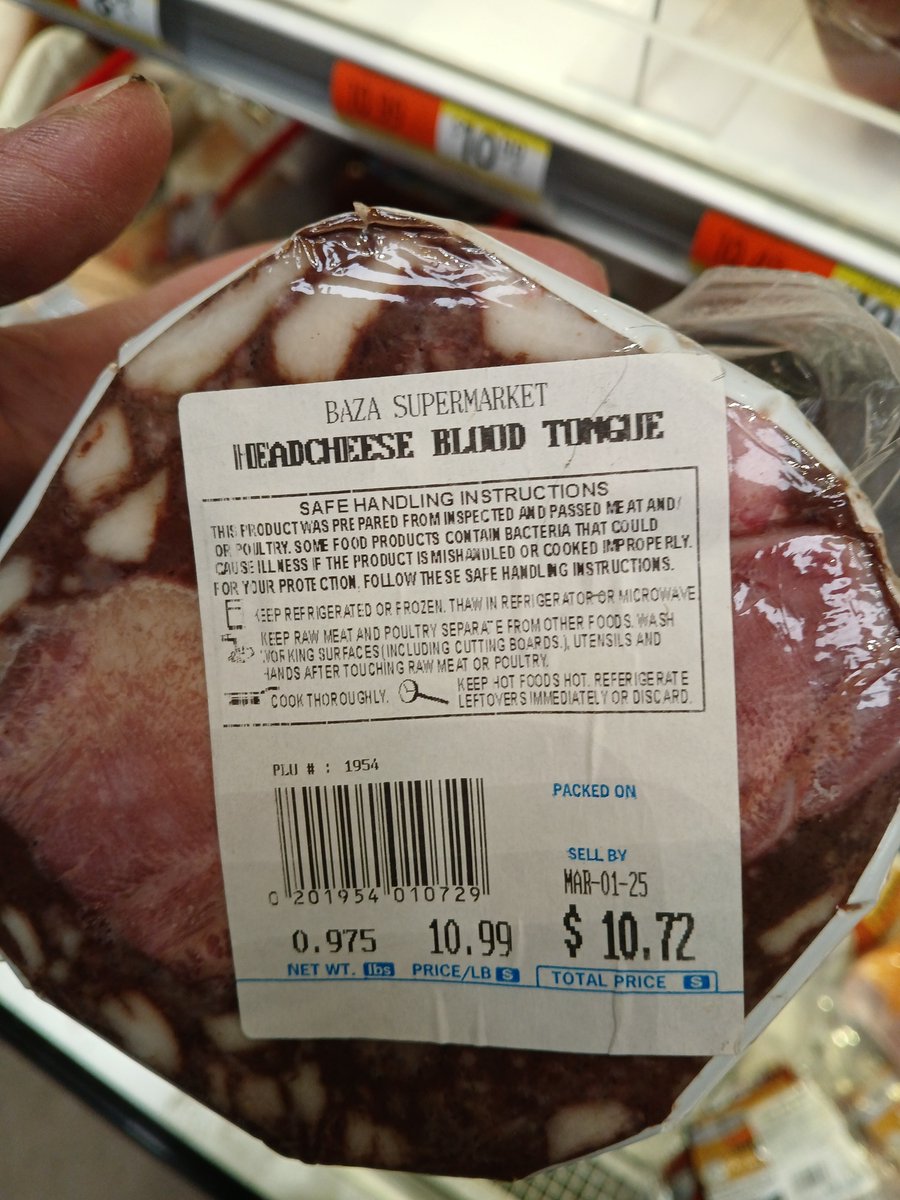 BAZA SUPERMARKET
HEADCHEESE BLOOD TONGUE
SAFE HANDLING INSTRUCTIONS
THIS PRODUCT WAS PREPARED FROM INSPECTED AND PASSED MEAT AND/
OR POULTRY. SOME FOOD PRODUCTS CONTAIN BACTERIA THAT COULD
CAUSE ILLNESS IF THE PRODUCT IS MISHANDLED OR COOKED IMPROPERLY.
FOR YOUR PROTECTION, FOLLOW THESE SAFE HANDLING INSTRUCTIONS.
KEEP REFRIGERATED OR FROZEN. THAW IN REFRIGERATOR OR MICROWAVE
KEEP RAW MEAT AND POULTRY SEPARATE FROM OTHER FOODS. WASH
WORKING SURFACES (INCLUDING CUTTING BOARDS.), UTENSILS AND
HANDS AFTER TOUCHING RAW MEAT OR POULTRY.
COOK THOROUGHLY.
KEEP HOT FOODS HOT. REFERIGERATE
LEFTOVERS IMMEDIATELY OR DISCARD.
PLU # : 1954
PACKED ON
SELL BY
MAR-01-25
0 201954 010729
0.975 10.99 $ 10.72
NET WT. lbs PRICE/LB S TOTAL PRICE S